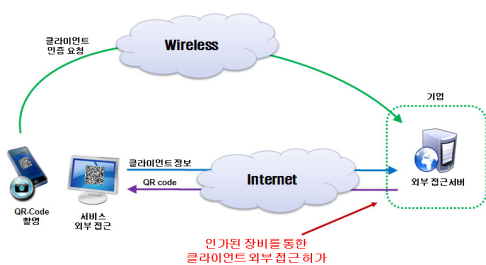 클라이언트
인증 요청
Wireless
기업
클라이언트 정보
QR code
Internet
외부 접근 서버
QR-Code
촬영
서비스
외부 접근
인가된 장비를 통한
클라이언트 외부 접근 허가